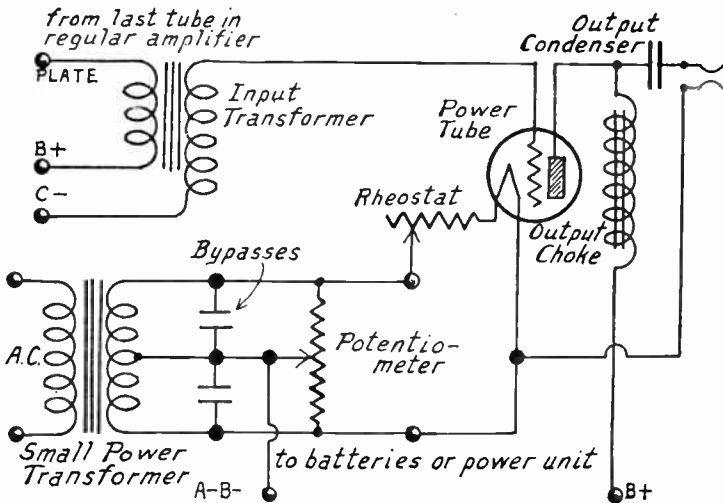 from last tube in
regular amplifier
PLATE
B+
C-
Input
Transformer
Output
Condenser
Power
Tube
Rheostat
Output
Choke
Bypasses
A.C.
Potentio-
meter
Small Power
Transformer
to batteries or power unit
A-B-
B+